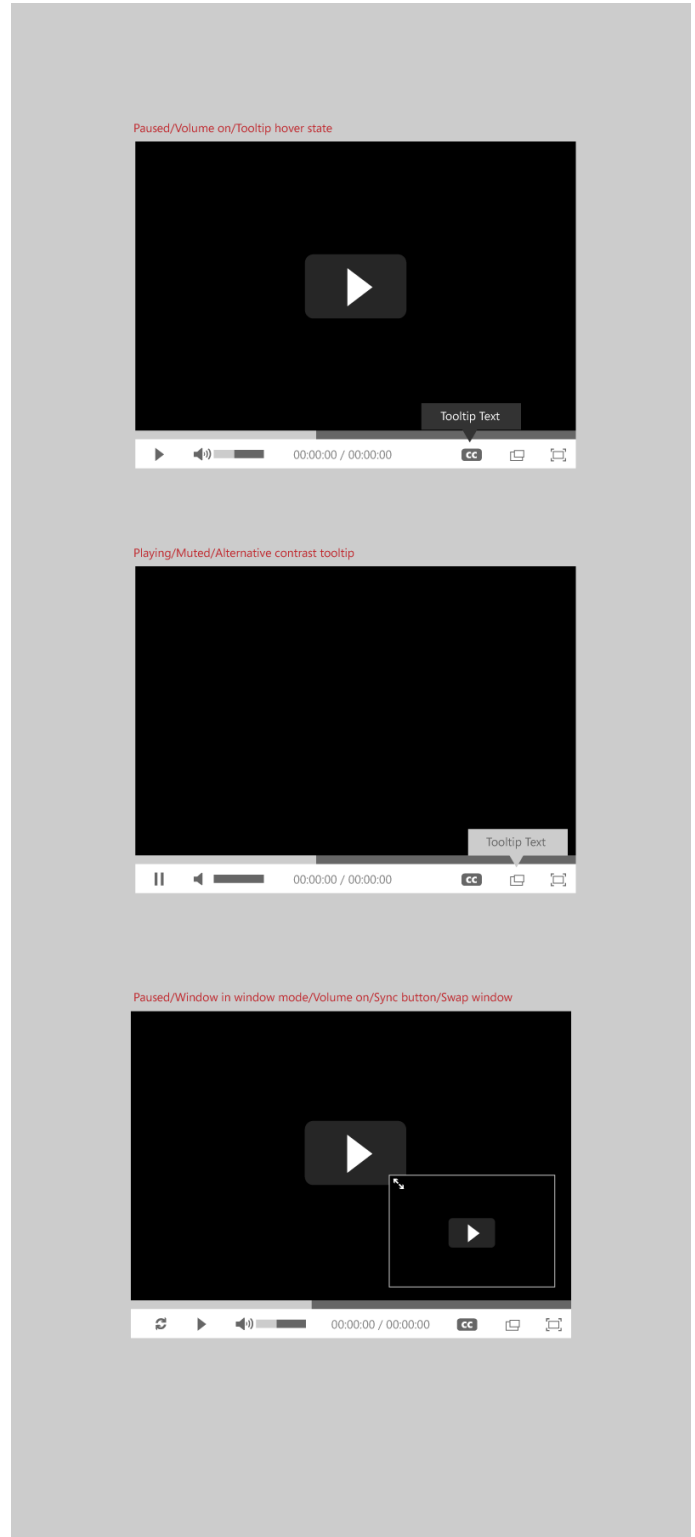 Paused/Volume on/Tooltip hover state
Tooltip Text
00:00:00 / 00:00:00
CC
Playing/Muted/Alternative contrast tooltip
Tooltip Text
00:00:00 / 00:00:00
CC
Paused/Window in window mode/Volume on/Sync button/Swap window
00:00:00 / 00:00:00
CC